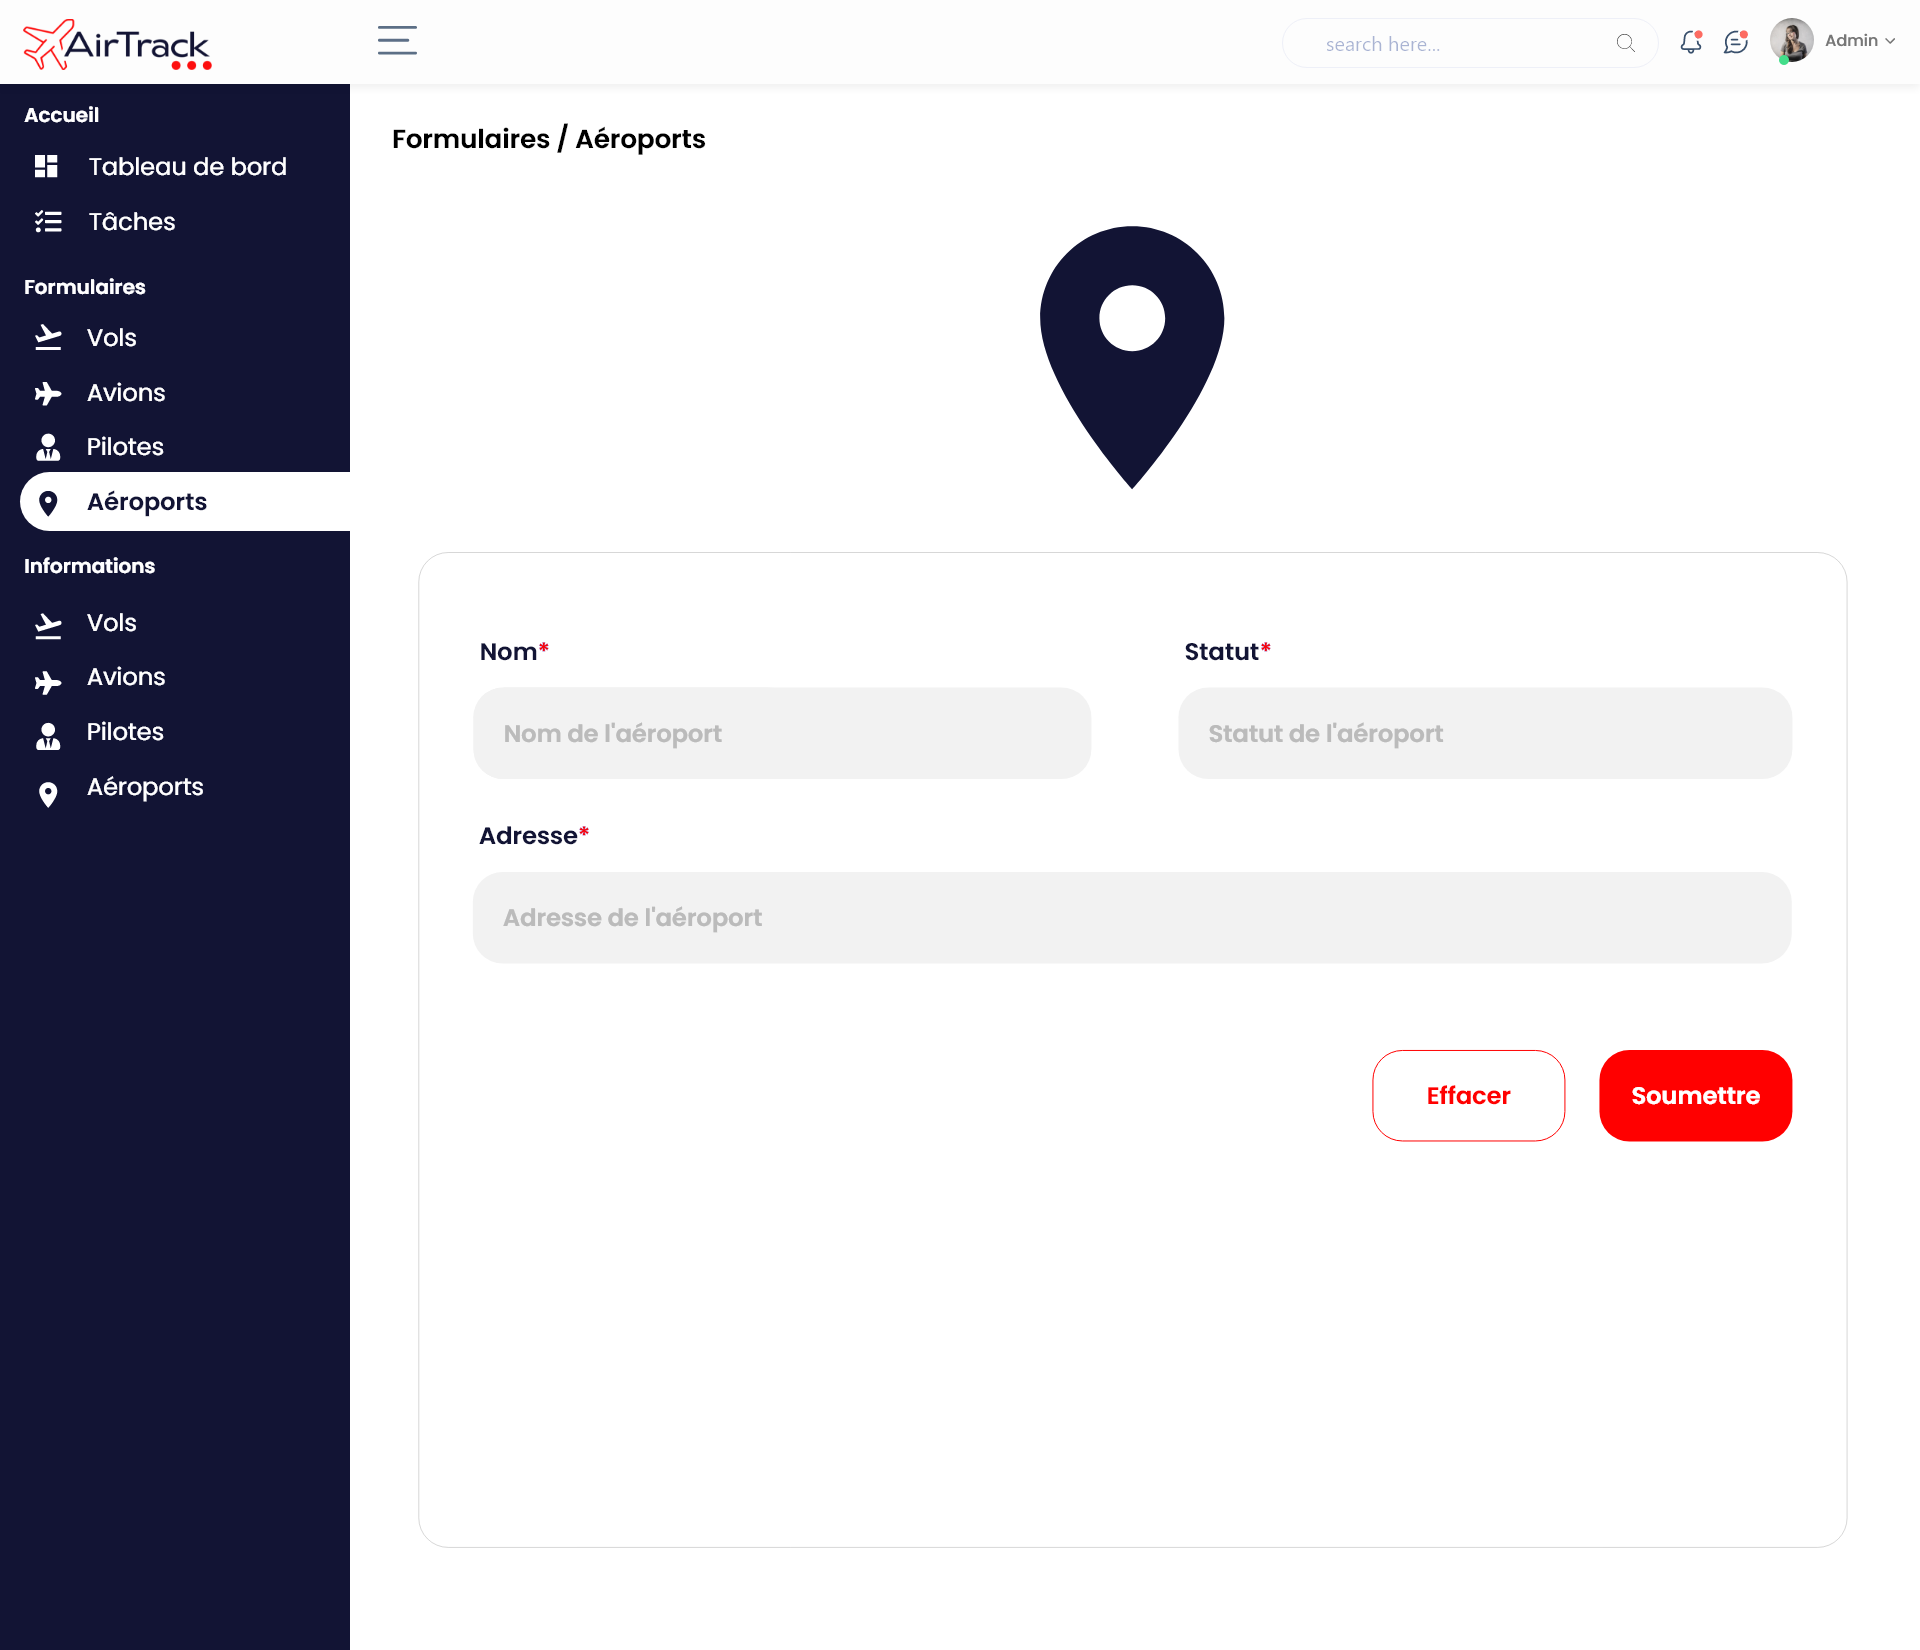 AirTrack
search here...
Admin
Accueil
Tableau de bord
Tâches
Formulaires
Vols
Avions
Pilotes
Aéroports
Informations
Vols
Avions
Pilotes
Aéroports
Formulaires / Aéroports
Nom*
Statut*
Nom de l'aéroport
Statut de l'aéroport
Adresse*
Adresse de l'aéroport
Effacer
Soumettre